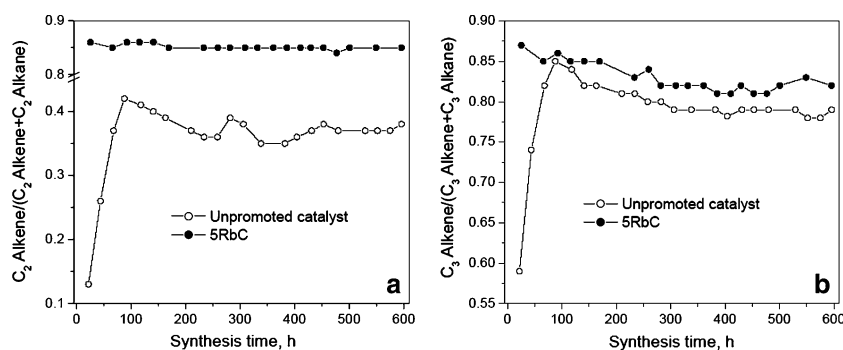 C₂ Alkene/(C₂ Alkene+C₂ Alkane)
0.9
0.8
0.4
0.3
0.2
0.1
0 100 200 300 400 500 600
Synthesis time, h
Unpromoted catalyst
5RbC
a
C₃ Alkene/(C₃ Alkene+C₃ Alkane)
0.90
0.85
0.80
0.75
0.70
0.65
0.60
0.55
0 100 200 300 400 500 600
Synthesis time, h
Unpromoted catalyst
5RbC
b